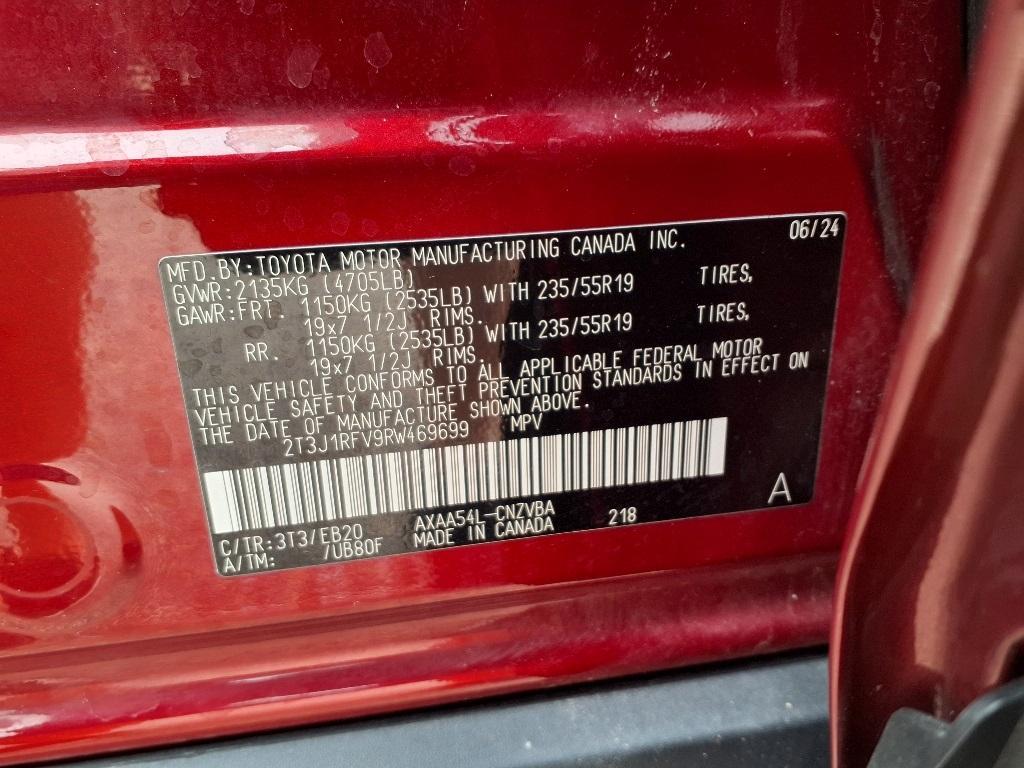 06/24
MFD. BY: TOYOTA MOTOR MANUFACTURING CANADA INC.
GVWR: 2135KG (4705LB)
GAWR: FRT. 1150KG (2535LB) WITH 235/55R19 TIRES,
19x7 1/2J RIMS.
RR. 1150KG (2535LB) WITH 235/55R19 TIRES,
19x7 1/2J RIMS.
THIS VEHICLE CONFORMS TO ALL APPLICABLE FEDERAL MOTOR
VEHICLE SAFETY AND THEFT PREVENTION STANDARDS IN EFFECT ON
THE DATE OF MANUFACTURE SHOWN ABOVE.
2T3J1RFV9RW469699 MPV
A
C/TR: 3T3/EB20 AXAA54L-CNZVBA 218
A/TM: /UB80F MADE IN CANADA